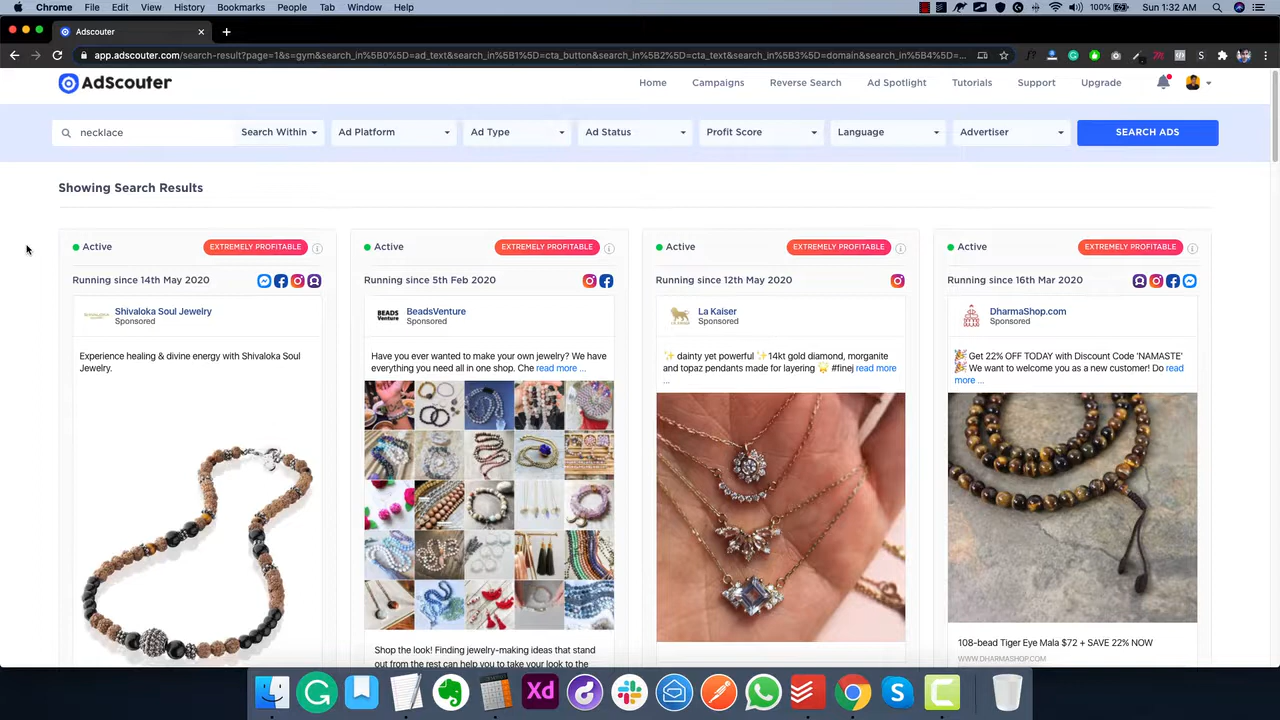 Chrome File Edit View History Bookmarks People Tab Window Help 100% Sun 1:32 AM
Adscouter
app.adscouter.com/search-result?page=1&s=gym&search_in%5B0%5D=ad_text&search_in%5B1%5D=cta_button&search_in%5B2%5D=cta_text&search_in%5B3%5D=domain&search_in%5B4%5D=...
AdScouter Home Campaigns Reverse Search Ad Spotlight Tutorials Support Upgrade
necklace Search Within Ad Platform Ad Type Ad Status Profit Score Language Advertiser SEARCH ADS
Showing Search Results
Active EXTREMELY PROFITABLE
Running since 14th May 2020
Shivaloka Soul Jewelry
Sponsored
Experience healing & divine energy with Shivaloka Soul
Jewelry.
Active EXTREMELY PROFITABLE
Running since 5th Feb 2020
BEADS
VENTURE
BeadsVenture
Sponsored
Have you ever wanted to make your own jewelry? We have
everything you need all in one shop. Che read more ...
Shop the look! Finding jewelry-making ideas that stand
out from the rest can help you to take your look to the
Active EXTREMELY PROFITABLE
Running since 12th May 2020
La Kaiser
Sponsored
✨ dainty yet powerful ✨14kt gold diamond, morganite
and topaz pendants made for layering 🌟 #finej read more
...
Active EXTREMELY PROFITABLE
Running since 16th Mar 2020
DharmaShop.com
Sponsored
🎉Get 22% OFF TODAY with Discount Code 'NAMASTE'
🎉We want to welcome you as a new customer! Do read
more ...
108-bead Tiger Eye Mala $72 + SAVE 22% NOW
WWW.DHARMASHOP.COM
Xd